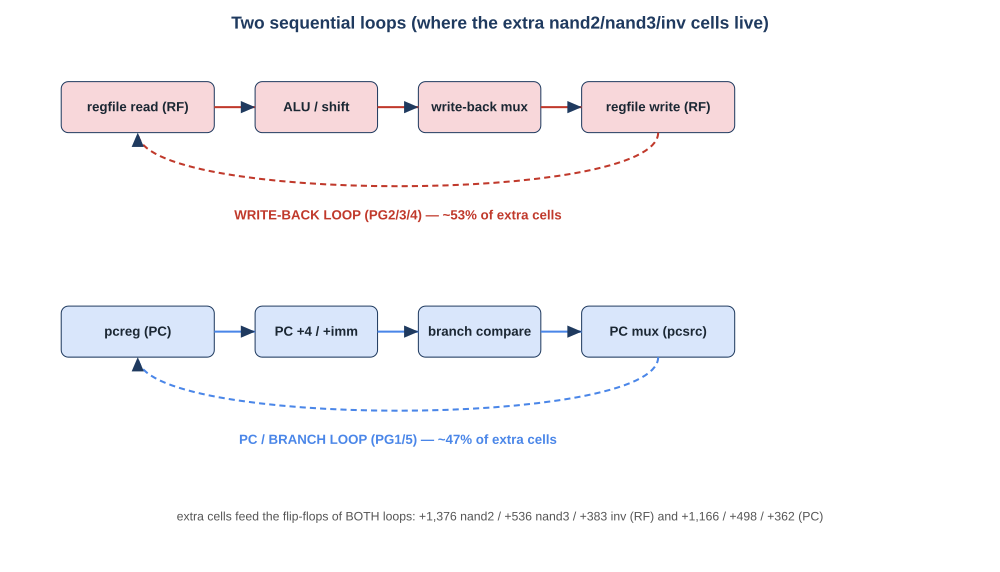 Two sequential loops (where the extra nand2/nand3/inv cells live)
regfile read (RF)
ALU / shift
write-back mux
regfile write (RF)
WRITE-BACK LOOP (PG2/3/4) — ~53% of extra cells
pcreg (PC)
PC +4 / +imm
branch compare
PC mux (pcsrc)
PC / BRANCH LOOP (PG1/5) — ~47% of extra cells
extra cells feed the flip-flops of BOTH loops: +1,376 nand2 / +536 nand3 / +383 inv (RF) and +1,166 / +498 / +362 (PC)